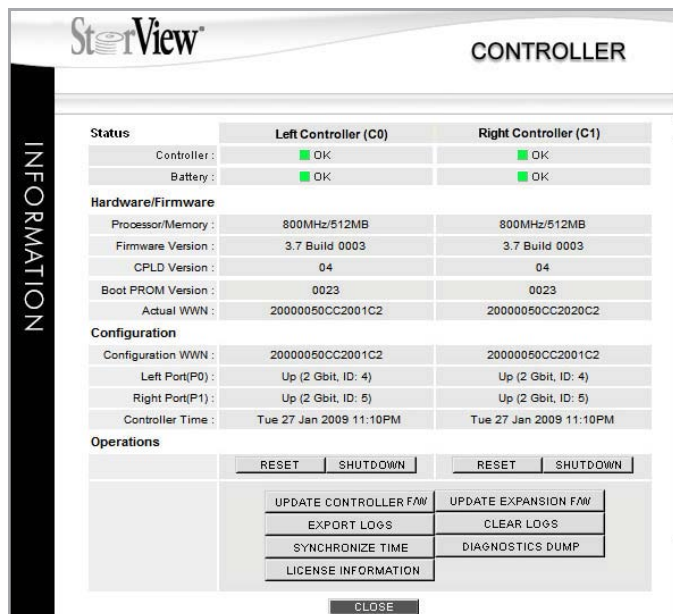 StorView
CONTROLLER
INFORMATION
Status Left Controller (C0) Right Controller (C1)
Controller : OK OK
Battery : OK OK
Hardware/Firmware
Processor/Memory : 800MHz/512MB 800MHz/512MB
Firmware Version : 3.7 Build 0003 3.7 Build 0003
CPLD Version : 04 04
Boot PROM Version : 0023 0023
Actual WWN : 20000050CC2001C2 20000050CC2020C2
Configuration
Configuration WWN : 20000050CC2001C2 20000050CC2001C2
Left Port(P0) : Up (2 Gbit, ID: 4) Up (2 Gbit, ID: 4)
Right Port(P1) : Up (2 Gbit, ID: 5) Up (2 Gbit, ID: 5)
Controller Time : Tue 27 Jan 2009 11:10PM Tue 27 Jan 2009 11:10PM
Operations
RESET SHUTDOWN RESET SHUTDOWN
UPDATE CONTROLLER F/W UPDATE EXPANSION F/W
EXPORT LOGS CLEAR LOGS
SYNCHRONIZE TIME DIAGNOSTICS DUMP
LICENSE INFORMATION
CLOSE